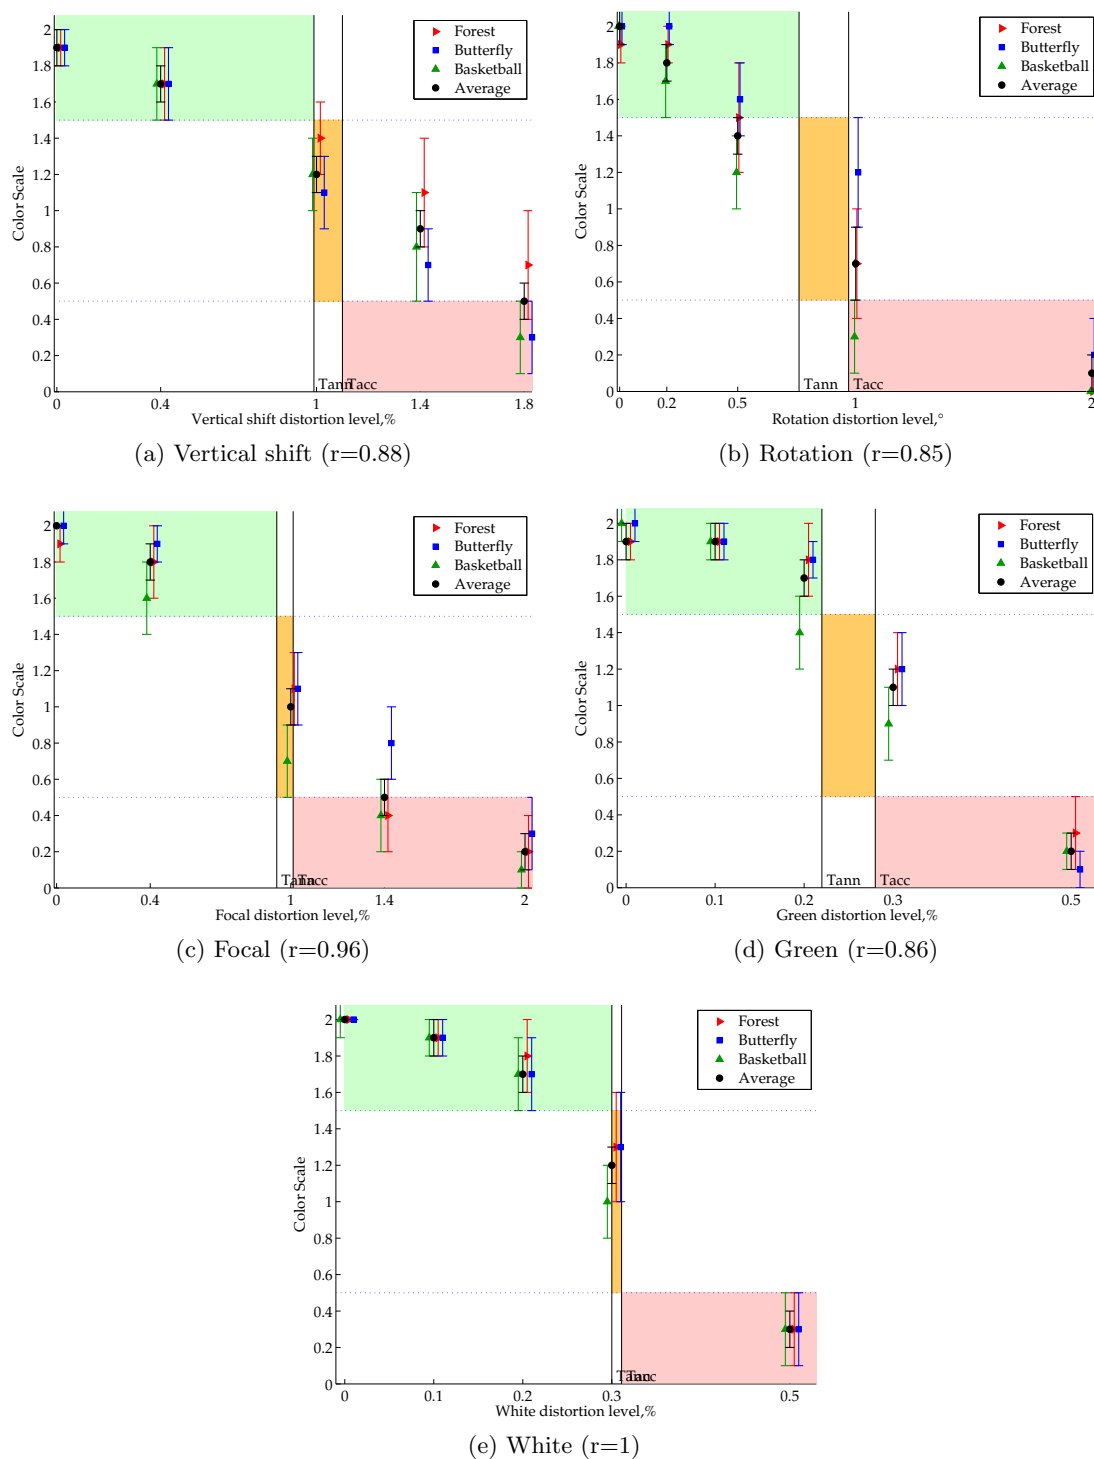 2
1.8
1.6
1.4
1.2
1
0.8
0.6
0.4
0.2
0
Color Scale
Forest
Butterfly
Basketball
Average
Tann
Tacc
0 0.4 1 1.4 1.8
Vertical shift distortion level,%
(a) Vertical shift (r=0.88)
2
1.8
1.6
1.4
1.2
1
0.8
0.6
0.4
0.2
0
Color Scale
Forest
Butterfly
Basketball
Average
Tann
Tacc
0 0.2 0.5 1 2
Rotation distortion level,°
(b) Rotation (r=0.85)
2
1.8
1.6
1.4
1.2
1
0.8
0.6
0.4
0.2
0
Color Scale
Forest
Butterfly
Basketball
Average
Tann
Tacc
0 0.4 1 1.4 2
Focal distortion level,%
(c) Focal (r=0.96)
2
1.8
1.6
1.4
1.2
1
0.8
0.6
0.4
0.2
0
Color Scale
Forest
Butterfly
Basketball
Average
Tann
Tacc
0 0.1 0.2 0.3 0.5
Green distortion level,%
(d) Green (r=0.86)
2
1.8
1.6
1.4
1.2
1
0.8
0.6
0.4
0.2
0
Color Scale
Forest
Butterfly
Basketball
Average
Tann
Tacc
0 0.1 0.2 0.3 0.5
White distortion level,%
(e) White (r=1)